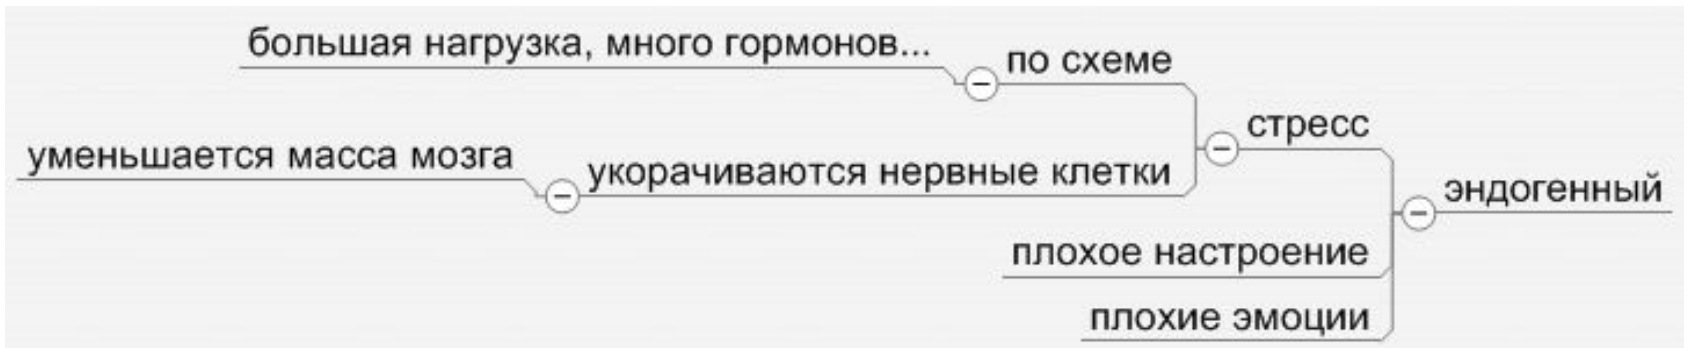 большая нагрузка, много гормонов...
по схеме
стресс
уменьшается масса мозга
укорачиваются нервные клетки
эндогенный
плохое настроение
плохие эмоции